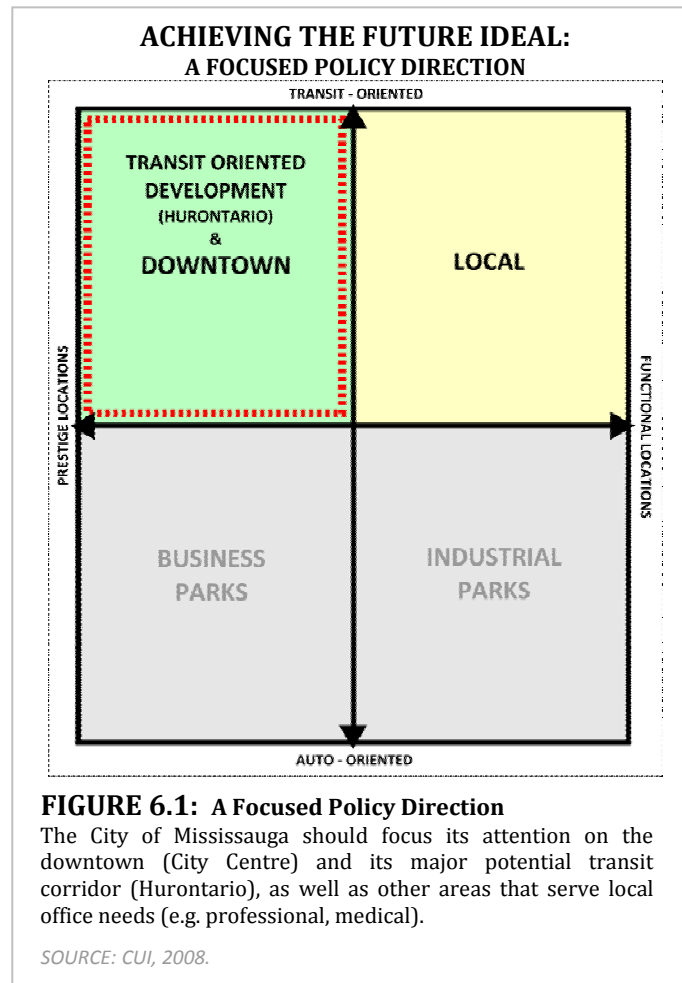 ACHIEVING THE FUTURE IDEAL:
A FOCUSED POLICY DIRECTION
TRANSIT - ORIENTED
TRANSIT ORIENTED
DEVELOPMENT
(HURONTARIO)
&
DOWNTOWN
LOCAL
PRESTIGE LOCATIONS
FUNCTIONAL LOCATIONS
BUSINESS
PARKS
INDUSTRIAL
PARKS
AUTO - ORIENTED
FIGURE 6.1: A Focused Policy Direction
The City of Mississauga should focus its attention on the
downtown (City Centre) and its major potential transit
corridor (Hurontario), as well as other areas that serve local
office needs (e.g. professional, medical).
SOURCE: CUI, 2008.